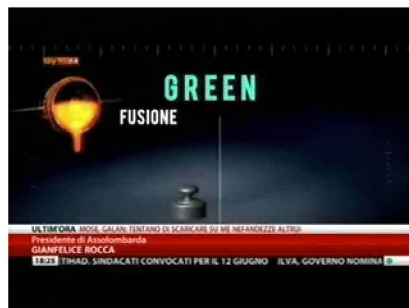 sky TG24
GREEN
FUSIONE
ULTIM'ORA MOSE, GALAN: TENTANO DI SCARICARE SU ME NEFANDEZZE ALTRUI
Presidente di Assolombarda
GIANFELICE ROCCA
18:25 TIHAD. SINDACATI CONVOCATI PER IL 12 GIUGNO ILVA, GOVERNO NOMINA